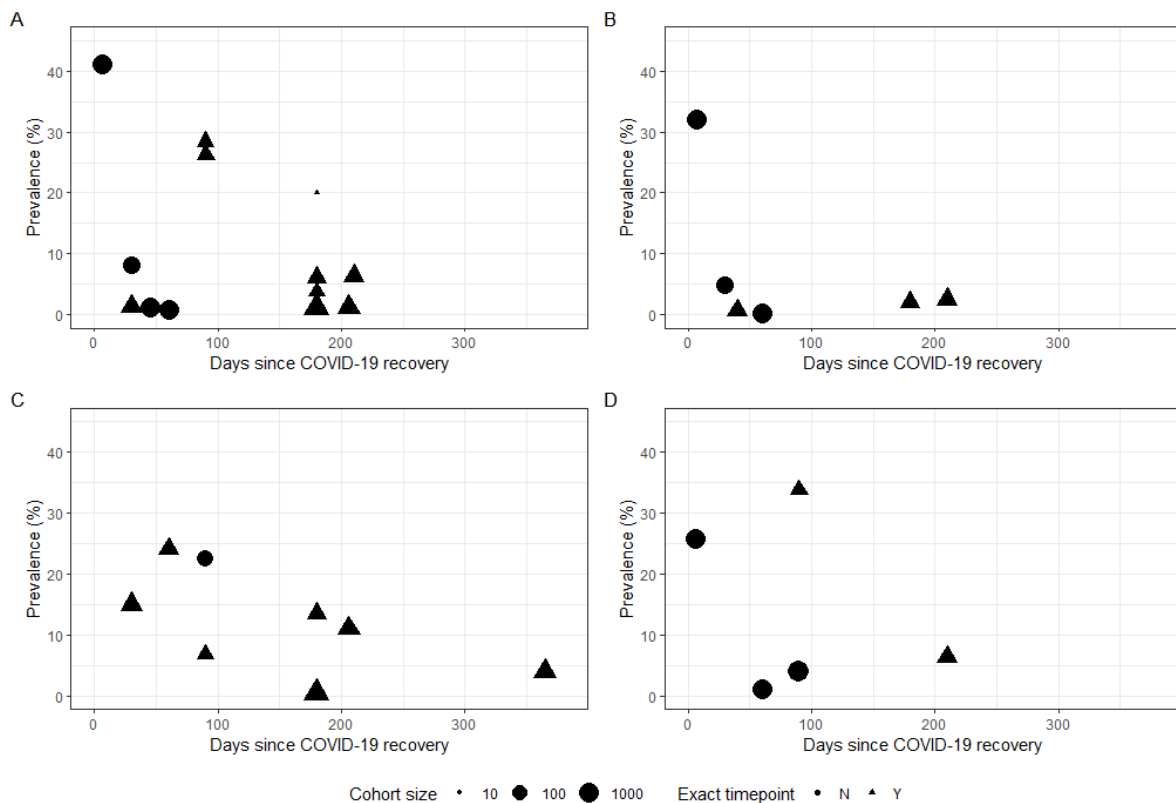 A
B
Prevalence (%)
40
30
20
10
0
0 100 200 300
Days since COVID-19 recovery
Prevalence (%)
40
30
20
10
0
0 100 200 300
Days since COVID-19 recovery
C
D
Prevalence (%)
40
30
20
10
0
0 100 200 300
Days since COVID-19 recovery
Prevalence (%)
40
30
20
10
0
0 100 200 300
Days since COVID-19 recovery
Cohort size 10 100 1000 Exact timepoint N Y